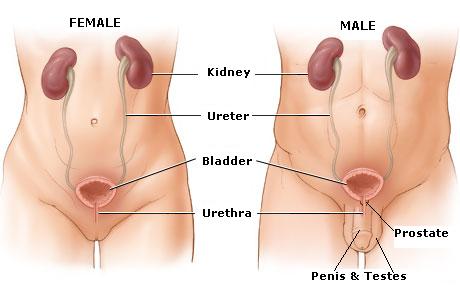 FEMALE
MALE
Kidney
Ureter
Bladder
Urethra
Prostate
Penis & Testes